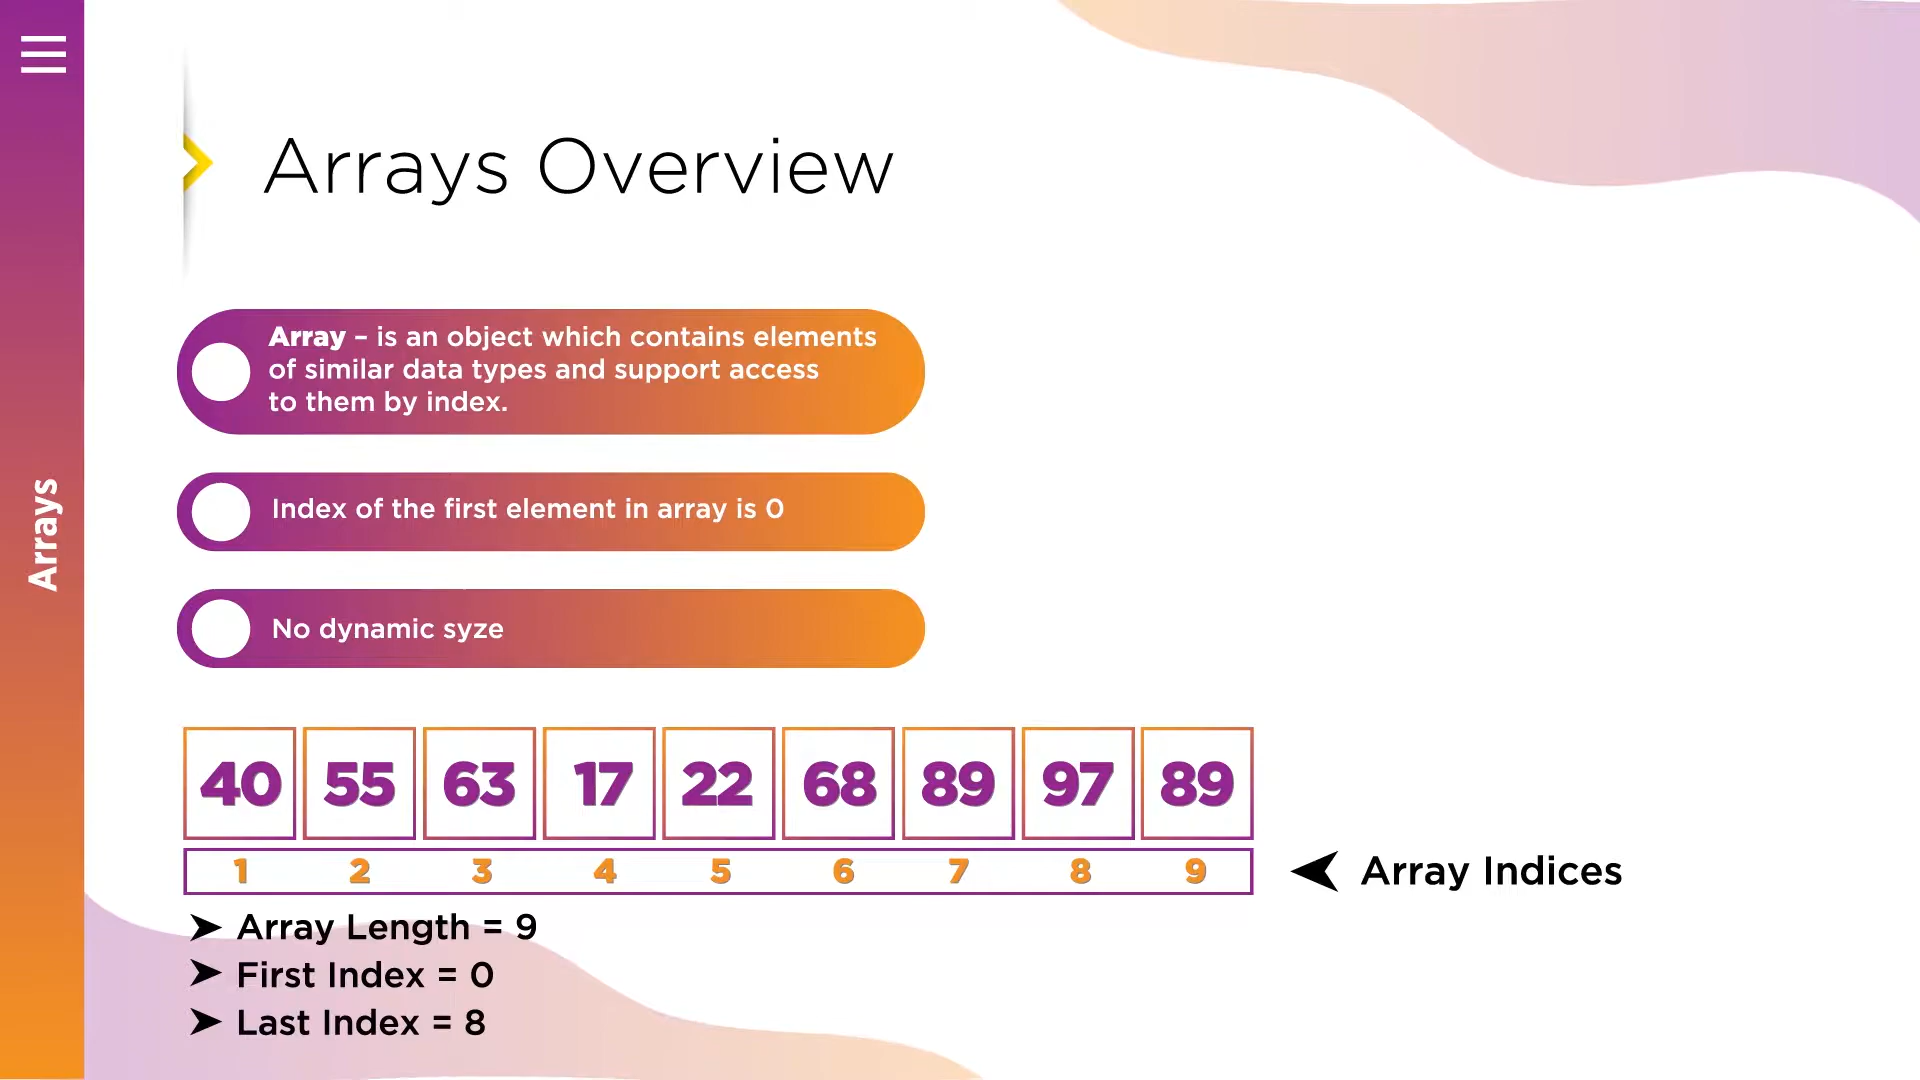 Arrays
Arrays Overview
Array – is an object which contains elements
of similar data types and support access
to them by index.
Index of the first element in array is 0
No dynamic syze
40 55 63 17 22 68 89 97 89
1 2 3 4 5 6 7 8 9
Array Indices
Array Length = 9
First Index = 0
Last Index = 8